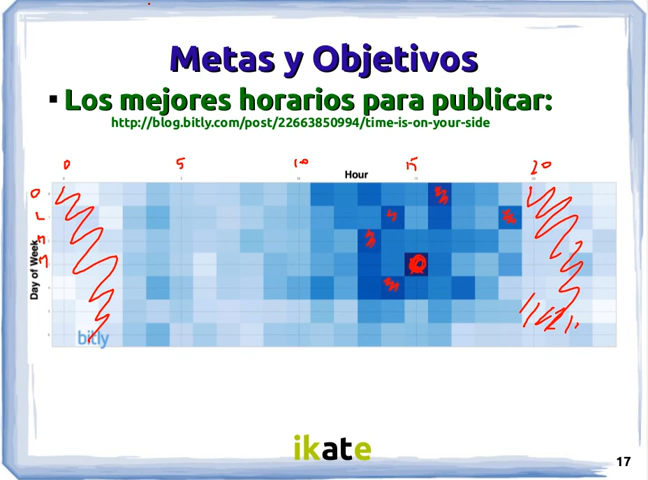 Metas y Objetivos
Los mejores horarios para publicar:
http://blog.bitly.com/post/22663850994/time-is-on-your-side
0 5 10 15 20
Hour
Day of Week
bitly
ikate
17